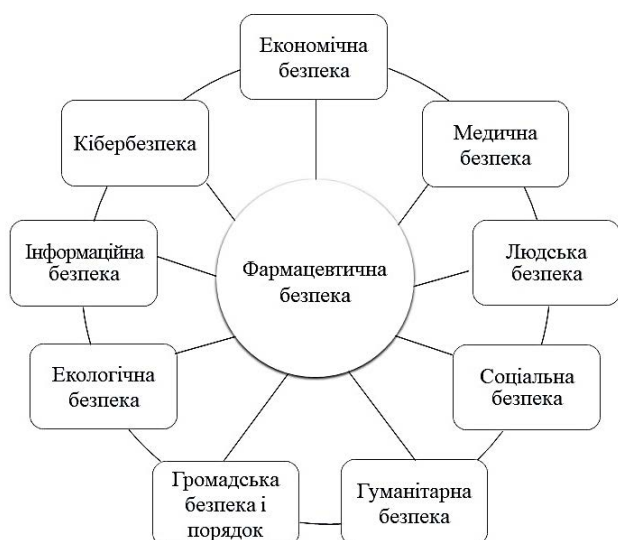 Економічна
безпека
Кібербезпека
Медична
безпека
Інформаційна
безпека
Фармацевтична
безпека
Людська
безпека
Екологічна
безпека
Соціальна
безпека
Громадська
безпека і
порядок
Гуманітарна
безпека